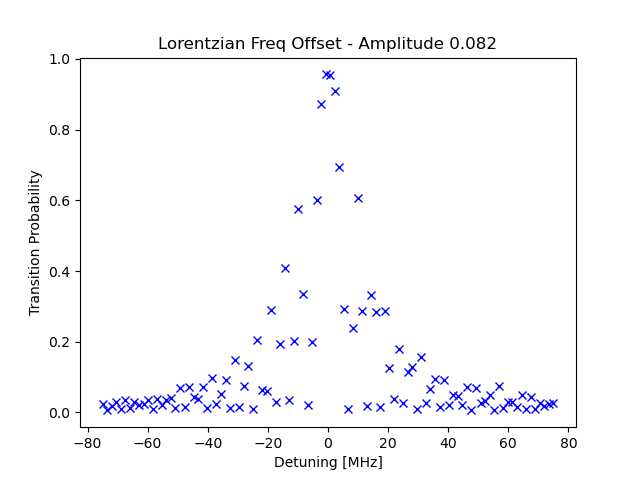 Lorentzian Freq Offset - Amplitude 0.082
1.0
0.8
0.6
0.4
0.2
0.0
Transition Probability
−80 −60 −40 −20 0 20 40 60 80
Detuning [MHz]